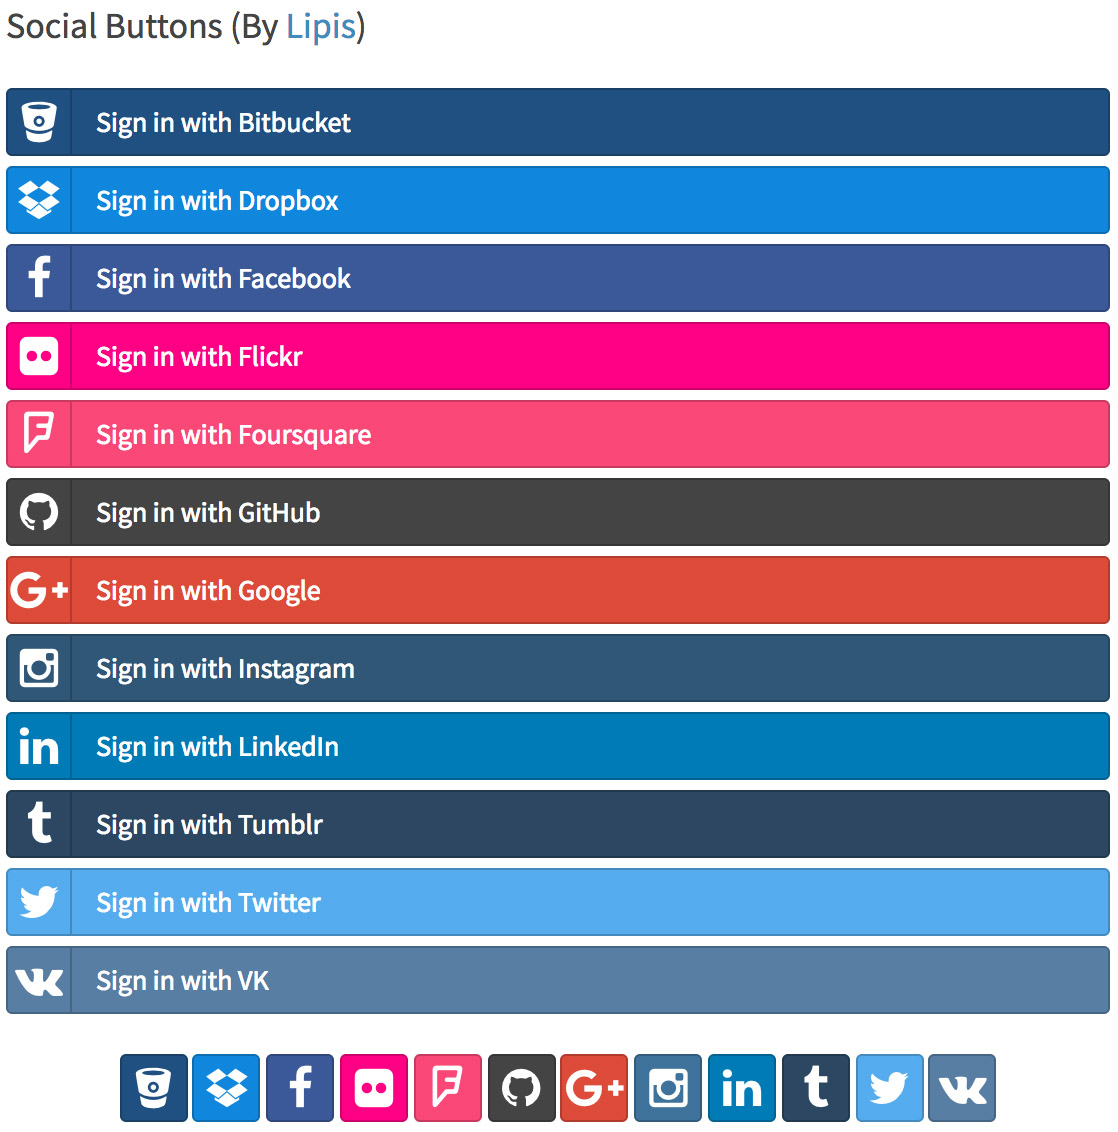 Social Buttons (By Lipis)
Sign in with Bitbucket
Sign in with Dropbox
Sign in with Facebook
Sign in with Flickr
Sign in with Foursquare
Sign in with GitHub
Sign in with Google
Sign in with Instagram
Sign in with LinkedIn
Sign in with Tumblr
Sign in with Twitter
Sign in with VK